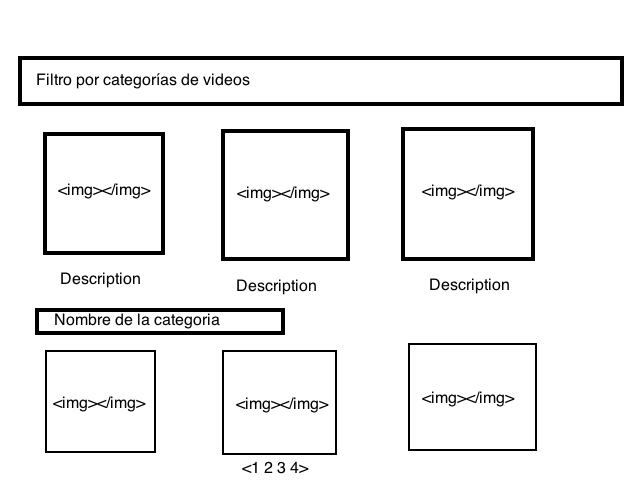 Filtro por categorías de videos
<img></img>
<img></img>
<img></img>
Description
Description
Description
Nombre de la categoria
<img></img>
<img></img>
<img></img>
<1 2 3 4>